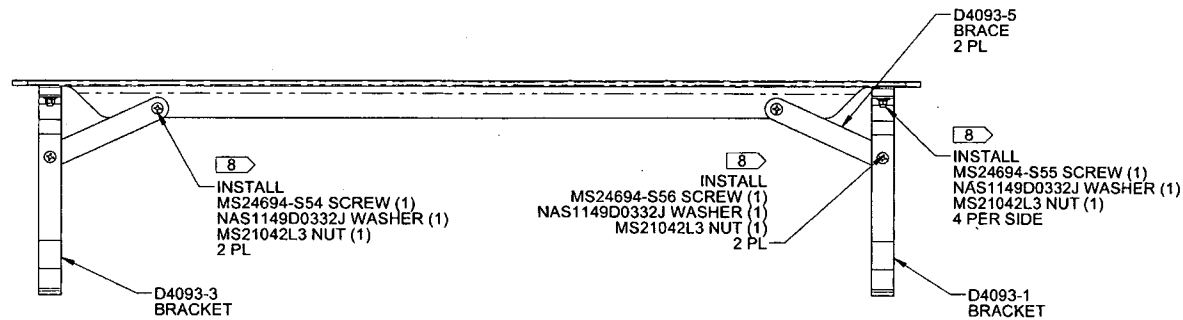 D4093-5
BRACE
2 PL
8
INSTALL
MS24694-S54 SCREW (1)
NAS1149D0332J WASHER (1)
MS21042L3 NUT (1)
2 PL
8
INSTALL
MS24694-S56 SCREW (1)
NAS1149D0332J WASHER (1)
MS21042L3 NUT (1)
2 PL
8
INSTALL
MS24694-S55 SCREW (1)
NAS1149D0332J WASHER (1)
MS21042L3 NUT (1)
4 PER SIDE
D4093-3
BRACKET
D4093-1
BRACKET